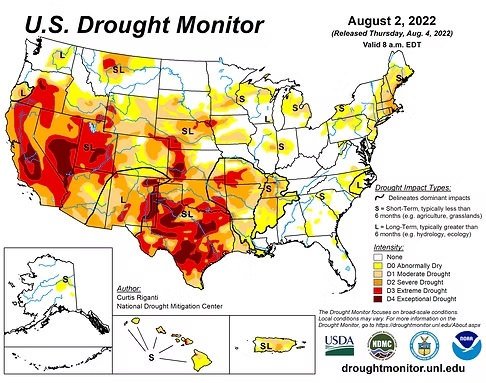 U.S. Drought Monitor
August 2, 2022
(Released Thursday, Aug. 4, 2022)
Valid 8 a.m. EDT
L
SL
S
S
S
S
L
L
SL
SL
S
L
L
S
L
L
SL
S
Drought Impact Types:
Delineates dominant impacts
S = Short-Term, typically less than
6 months (e.g. agriculture, grasslands)
L = Long-Term, typically greater than
6 months (e.g. hydrology, ecology)
Intensity:
None
D0 Abnormally Dry
D1 Moderate Drought
D2 Severe Drought
D3 Extreme Drought
D4 Exceptional Drought
S
Author:
Curtis Riganti
National Drought Mitigation Center
S
SL
The Drought Monitor focuses on broad-scale conditions.
Local conditions may vary. For more information on the
Drought Monitor, go to https://droughtmonitor.unl.edu/About.aspx
USDA
NDMC
NOAA
droughtmonitor.unl.edu